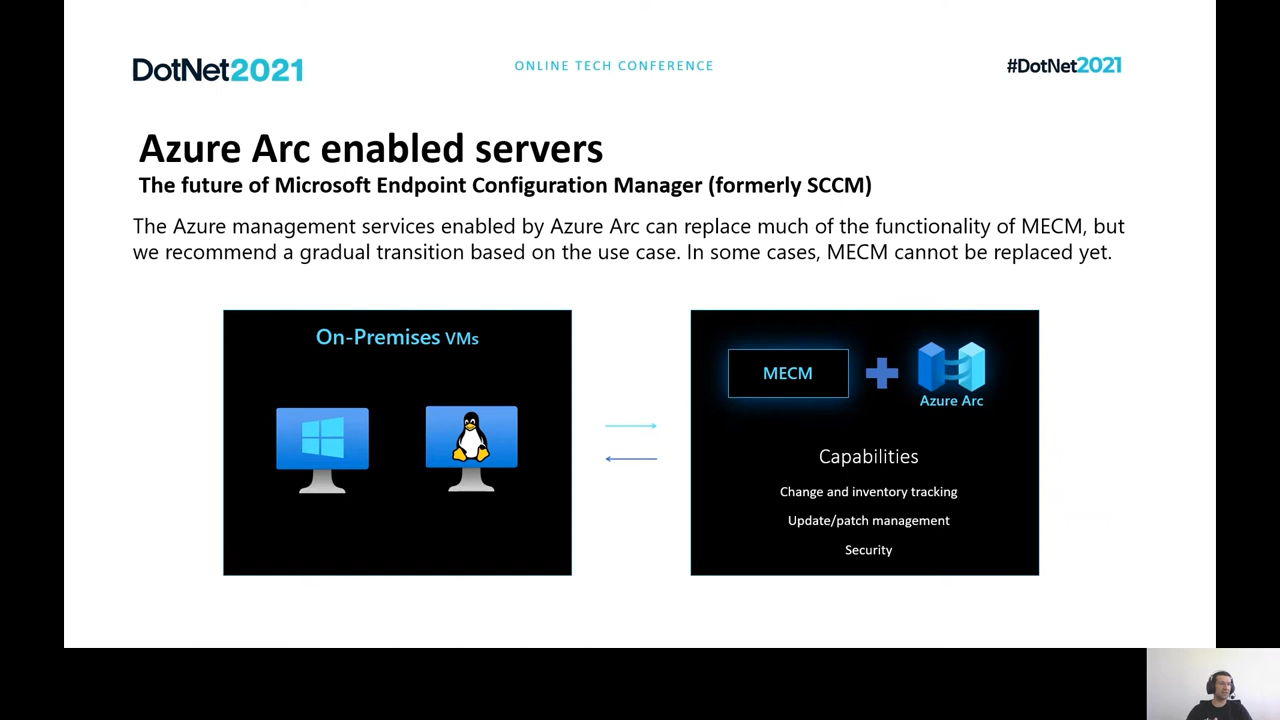 DotNet2021
ONLINE TECH CONFERENCE
#DotNet2021
Azure Arc enabled servers
The future of Microsoft Endpoint Configuration Manager (formerly SCCM)
The Azure management services enabled by Azure Arc can replace much of the functionality of MECM, but
we recommend a gradual transition based on the use case. In some cases, MECM cannot be replaced yet.
On-Premises VMs
MECM
Azure Arc
Capabilities
Change and inventory tracking
Update/patch management
Security